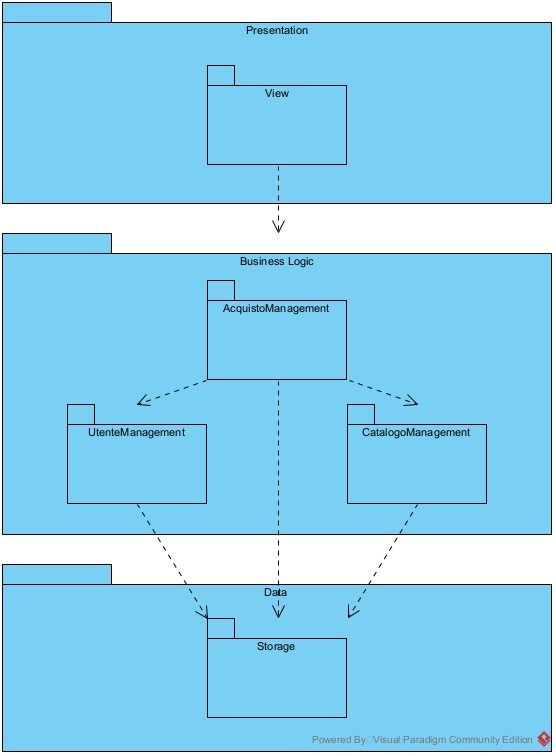 Presentation
View
Business Logic
AcquistoManagement
UtenteManagement
CatalogoManagement
Data
Storage
Powered By Visual Paradigm Community Edition